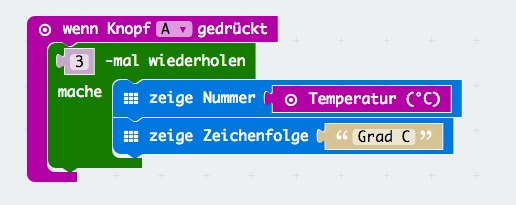 wenn Knopf A ▾ gedrückt
3 -mal wiederholen
mache zeige Nummer Temperatur (°C)
zeige Zeichenfolge “ Grad C ”